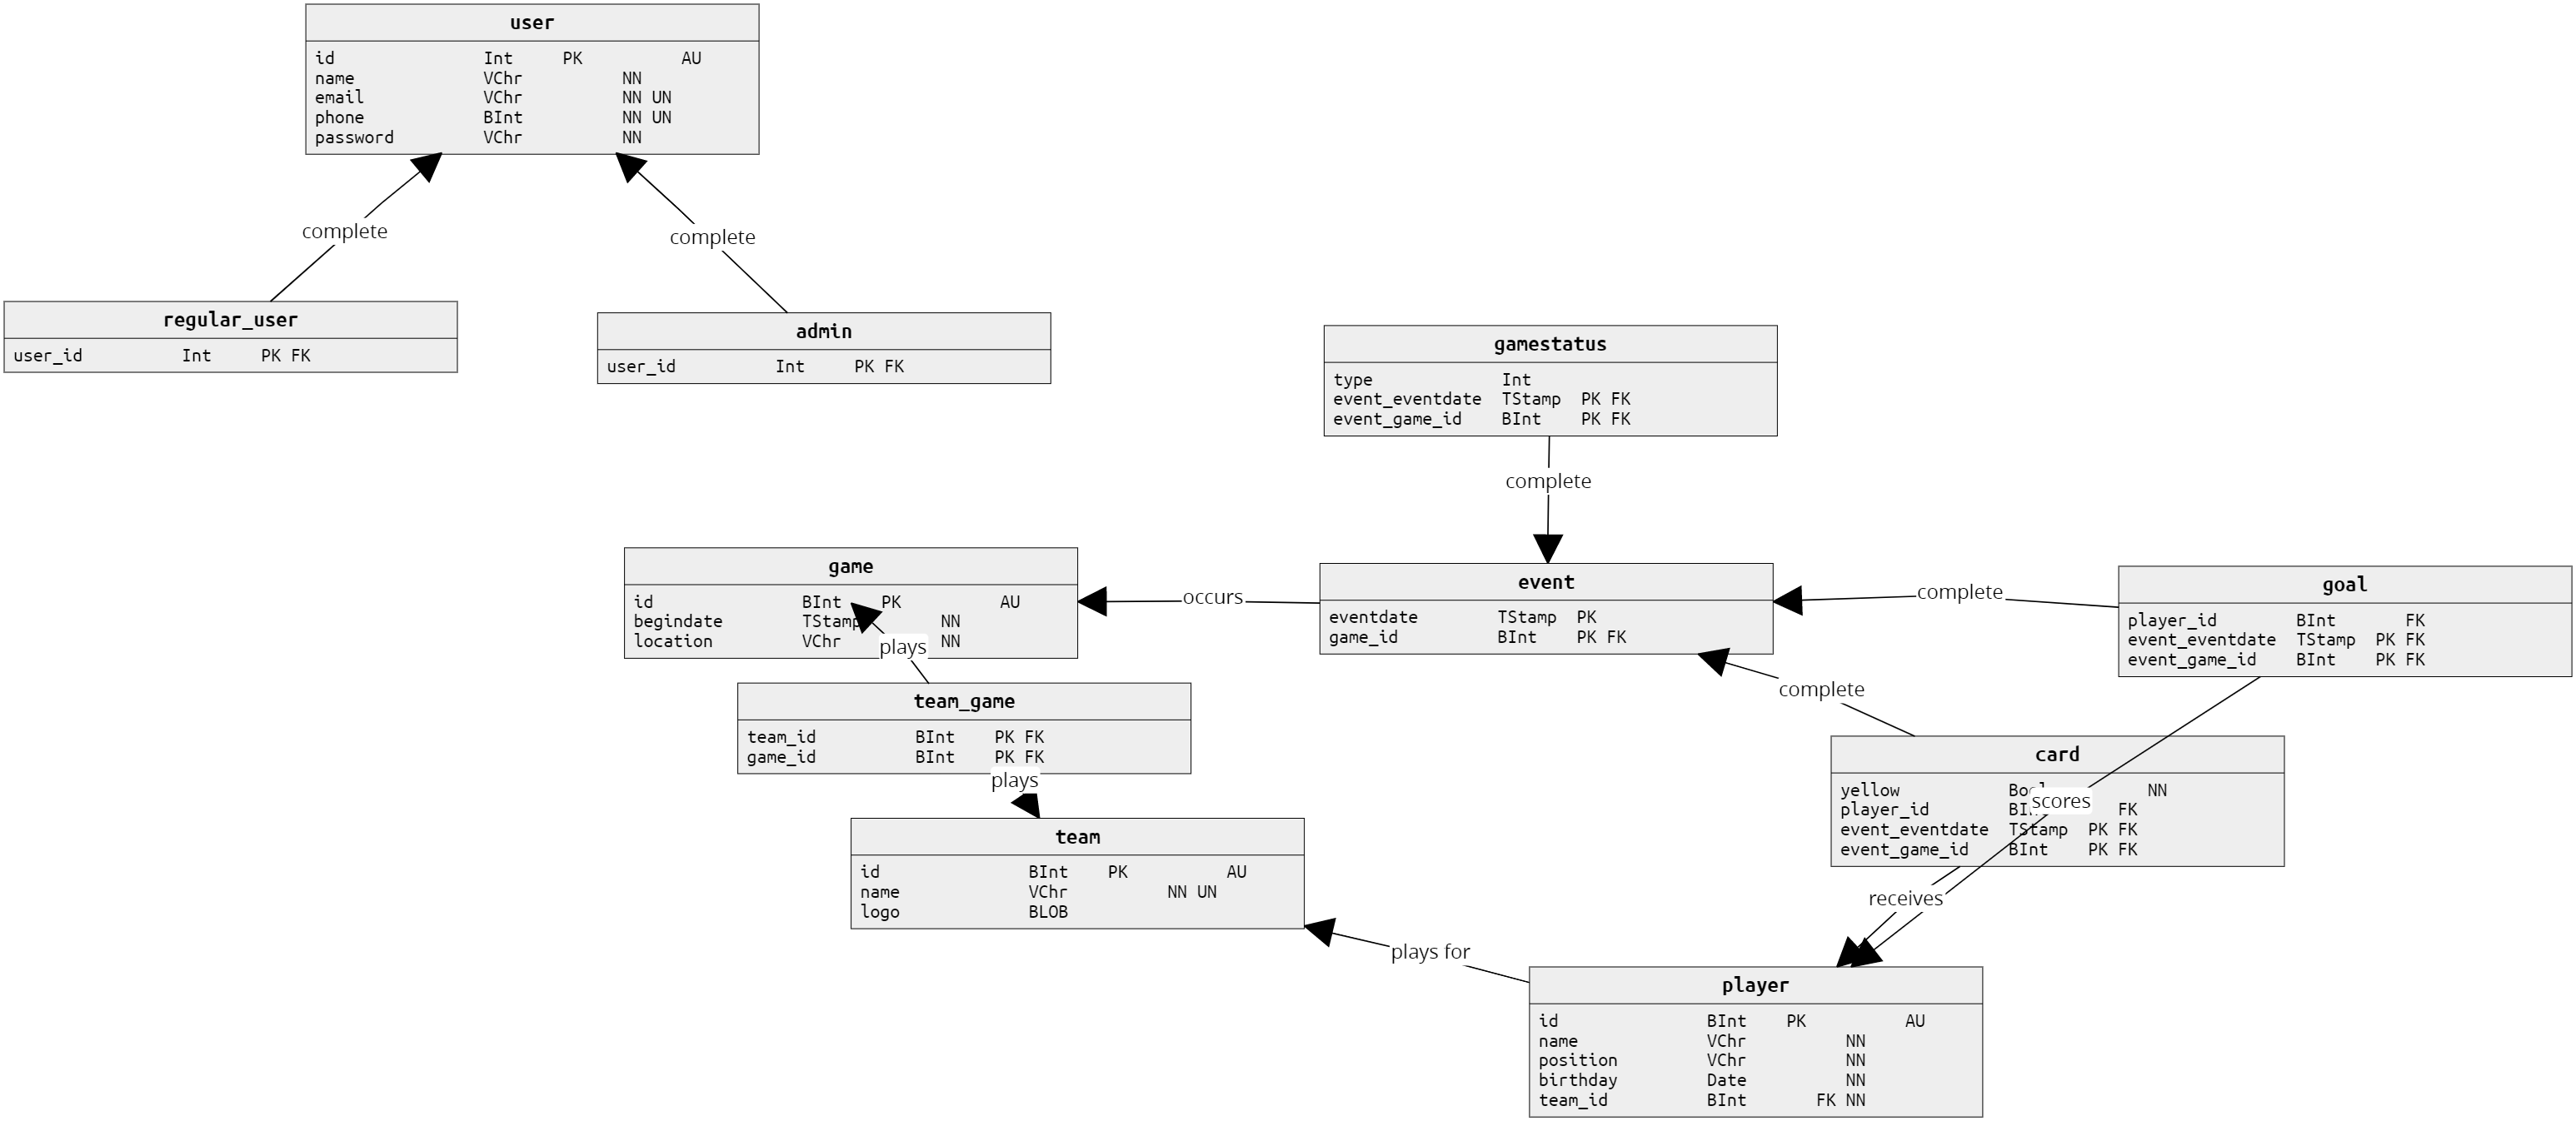 user
id Int PK AU
name VChr NN
email VChr NN UN
phone BInt NN UN
password VChr NN
complete
complete
regular_user
user_id Int PK FK
admin
user_id Int PK FK
gamestatus
type Int
event_eventdate TStamp PK FK
event_game_id BInt PK FK
complete
game
id BInt PK AU
begindate TStamp NN
location VChr NN
occurs
event
eventdate TStamp PK
game_id BInt PK FK
complete
goal
player_id BInt FK
event_eventdate TStamp PK FK
event_game_id BInt PK FK
plays
team_game
team_id BInt PK FK
game_id BInt PK FK
plays
complete
card
yellow NN
player_id FK
event_eventdate TStamp PK FK
event_game_id BInt PK FK
scores
team
id BInt PK AU
name VChr NN UN
logo BLOB
receives
plays for
player
id BInt PK AU
name VChr NN
position VChr NN
birthday Date NN
team_id BInt FK NN